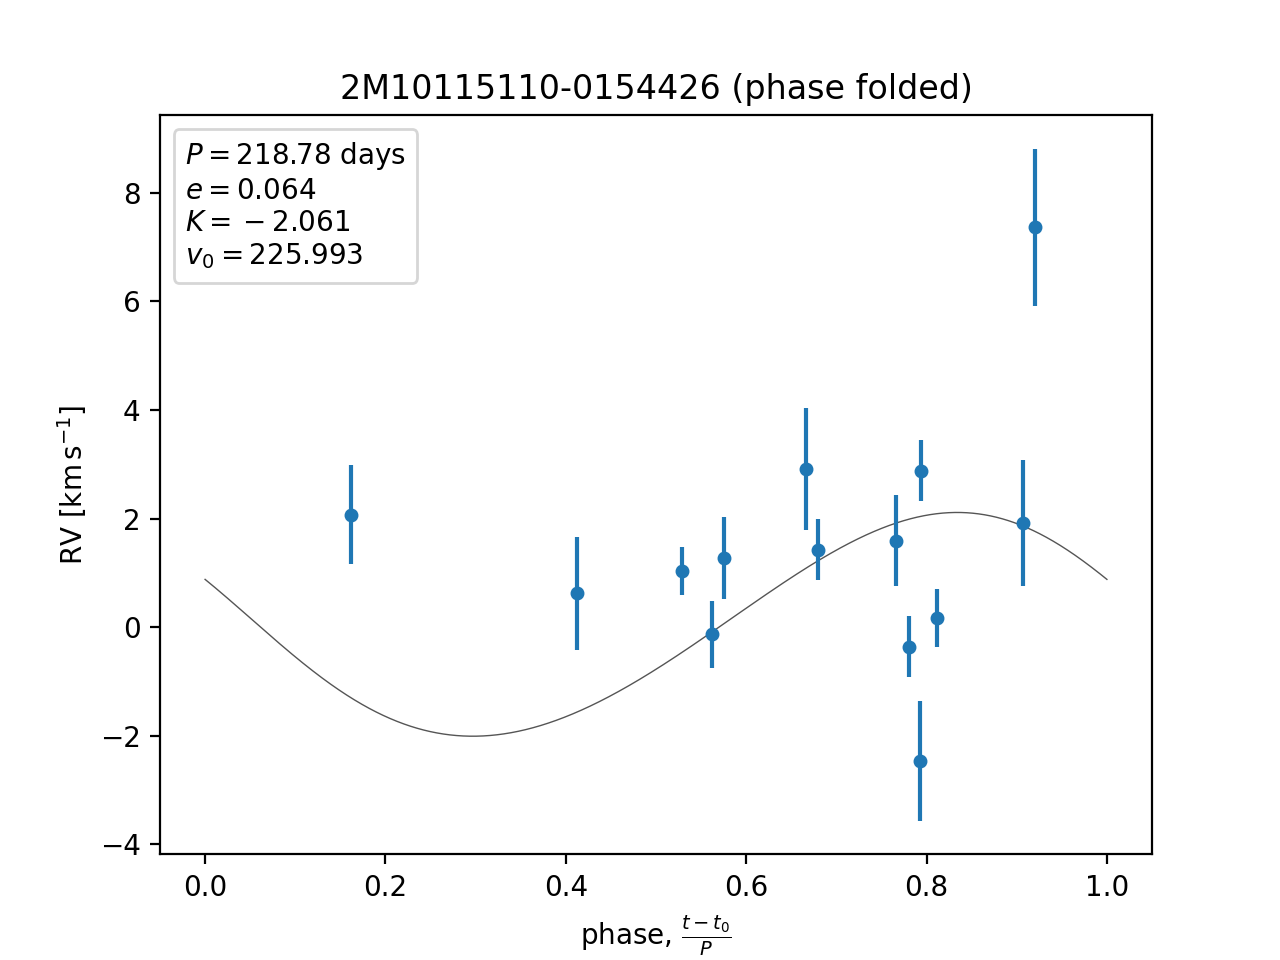 2M10115110-0154426 (phase folded)
P = 218.78 days
e = 0.064
K = −2.061
v₀ = 225.993
8
6
4
2
0
−2
−4
RV [km s⁻¹]
0.0 0.2 0.4 0.6 0.8 1.0
phase, (t − t₀)/P